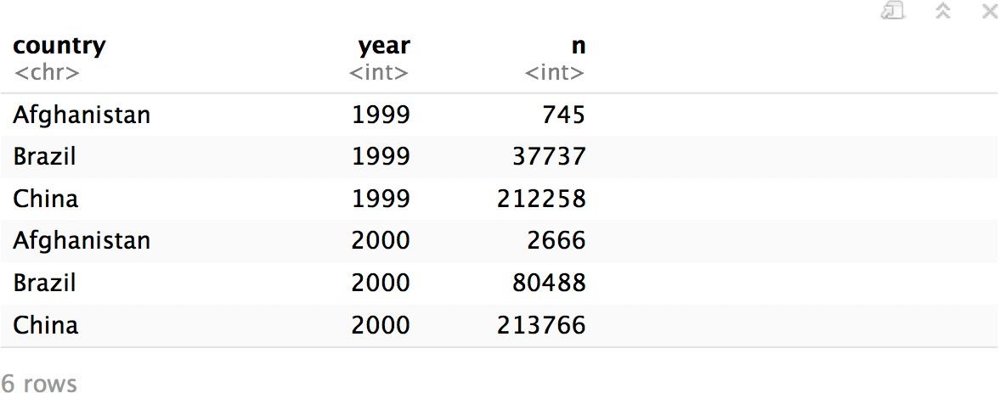 country year n
<chr> <int> <int>
Afghanistan 1999 745
Brazil 1999 37737
China 1999 212258
Afghanistan 2000 2666
Brazil 2000 80488
China 2000 213766
6 rows